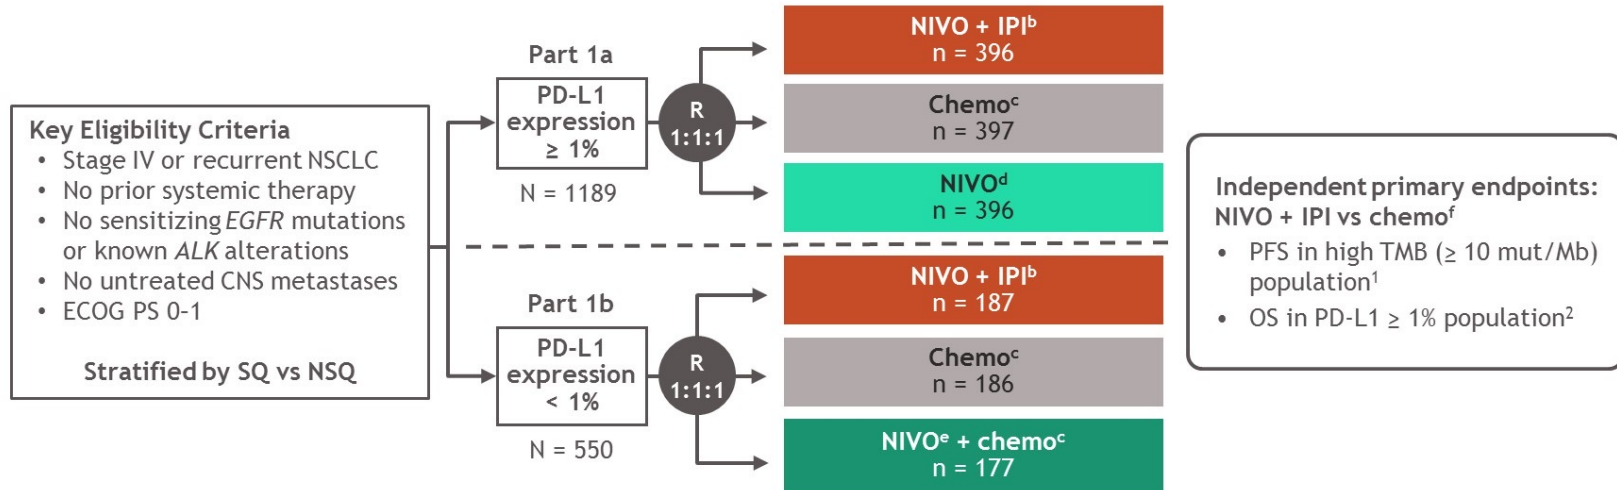 Key Eligibility Criteria
• Stage IV or recurrent NSCLC
• No prior systemic therapy
• No sensitizing EGFR mutations
or known ALK alterations
• No untreated CNS metastases
• ECOG PS 0-1
Stratified by SQ vs NSQ
Part 1a
PD-L1
expression
≥ 1%
N = 1189
R
1:1:1
NIVO + IPIᵇ
n = 396
Chemoᶜ
n = 397
NIVOᵈ
n = 396
Part 1b
PD-L1
expression
< 1%
N = 550
R
1:1:1
NIVO + IPIᵇ
n = 187
Chemoᶜ
n = 186
NIVOᵉ + chemoᶜ
n = 177
Independent primary endpoints:
NIVO + IPI vs chemoᶠ
• PFS in high TMB (≥ 10 mut/Mb)
population¹
• OS in PD-L1 ≥ 1% population²